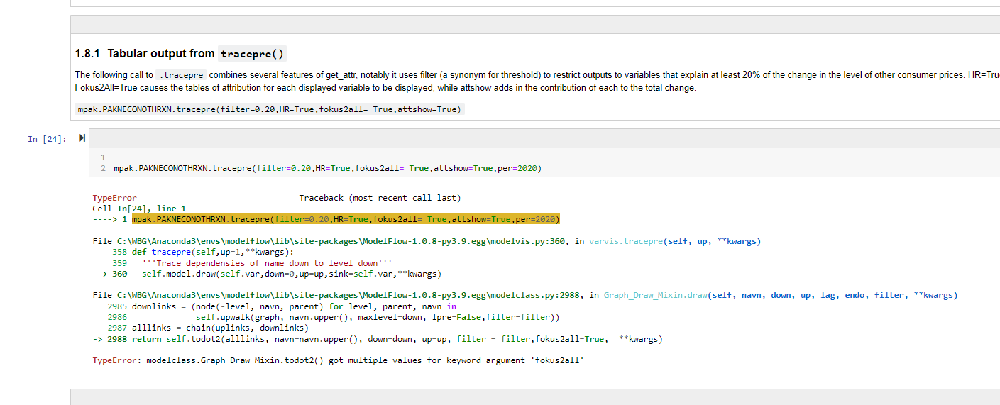 1.8.1 Tabular output from tracepre()
The following call to .tracepre combines several features of get_attr, notably it uses filter (a synonym for threshold) to restrict outputs to variables that explain at least 20% of the change in the level of other consumer prices. HR=Tru
Fokus2All=True causes the tables of attribution for each displayed variable to be displayed, while attshow adds in the contribution of each to the total change.
mpak.PAKNECONOTHRXN.tracepre(filter=0.20,HR=True,fokus2all= True,attshow=True)
In [24]:
1
2 mpak.PAKNECONOTHRXN.tracepre(filter=0.20,HR=True,fokus2all= True,attshow=True,per=2020)
---------------------------------------------------------------------------
TypeError Traceback (most recent call last)
Cell In[24], line 1
----> 1 mpak.PAKNECONOTHRXN.tracepre(filter=0.20,HR=True,fokus2all= True,attshow=True,per=2020)
File C:\WBG\Anaconda3\envs\modelflow\lib\site-packages\ModelFlow-1.0.8-py3.9.egg\modelvis.py:360, in varvis.tracepre(self, up, **kwargs)
358 def tracepre(self,up=1,**kwargs):
359 '''Trace dependensies of name down to level down'''
--> 360 self.model.draw(self.var,down=0,up=up,sink=self.var,**kwargs)
File C:\WBG\Anaconda3\envs\modelflow\lib\site-packages\ModelFlow-1.0.8-py3.9.egg\modelclass.py:2988, in Graph_Draw_Mixin.draw(self, navn, down, up, lag, endo, filter, **kwargs)
2985 downlinks = (node(-level, navn, parent) for level, parent, navn in
2986 self.upwalk(graph, navn.upper(), maxlevel=down, lpre=False,filter=filter))
2987 alllinks = chain(uplinks, downlinks)
-> 2988 return self.todot2(alllinks, navn=navn.upper(), down=down, up=up, filter = filter,fokus2all=True, **kwargs)
TypeError: modelclass.Graph_Draw_Mixin.todot2() got multiple values for keyword argument 'fokus2all'